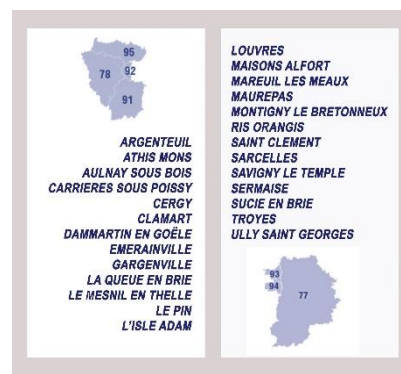 95
78 92
91
ARGENTEUIL
ATHIS MONS
AULNAY SOUS BOIS
CARRIERES SOUS POISSY
CERGY
CLAMART
DAMMARTIN EN GOËLE
EMERAINVILLE
GARGENVILLE
LA QUEUE EN BRIE
LE MESNIL EN THELLE
LE PIN
L'ISLE ADAM
LOUVRES
MAISONS ALFORT
MAREUIL LES MEAUX
MAUREPAS
MONTIGNY LE BRETONNEUX
RIS ORANGIS
SAINT CLEMENT
SARCELLES
SAVIGNY LE TEMPLE
SERMAISE
SUCIE EN BRIE
TROYES
ULLY SAINT GEORGES
93
94 77